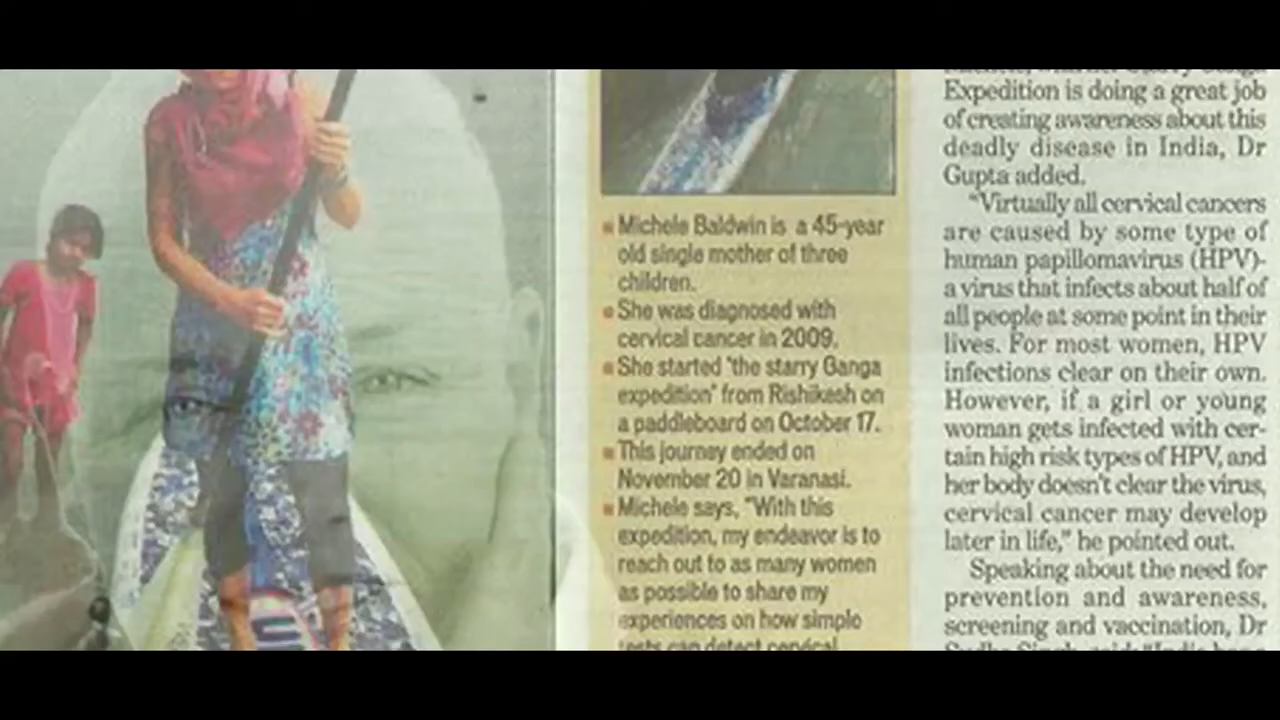 Michele Baldwin is a 45-year
old single mother of three
children.
She was diagnosed with
cervical cancer in 2009.
She started 'the starry Ganga
expedition' from Rishikesh on
a paddleboard on October 17.
This journey ended on
November 20 in Varanasi.
Michele says, "With this
expedition, my endeavor is to
reach out to as many women
as possible to share my
experiences on how simple
tests can detect cervical
Expedition is doing a great job
of creating awareness about this
deadly disease in India, Dr
Gupta added.
"Virtually all cervical cancers
are caused by some type of
human papillomavirus (HPV)-
a virus that infects about half of
all people at some point in their
lives. For most women, HPV
infections clear on their own.
However, if a girl or young
woman gets infected with cer-
tain high risk types of HPV, and
her body doesn't clear the virus,
cervical cancer may develop
later in life," he pointed out.
Speaking about the need for
prevention and awareness,
screening and vaccination, Dr